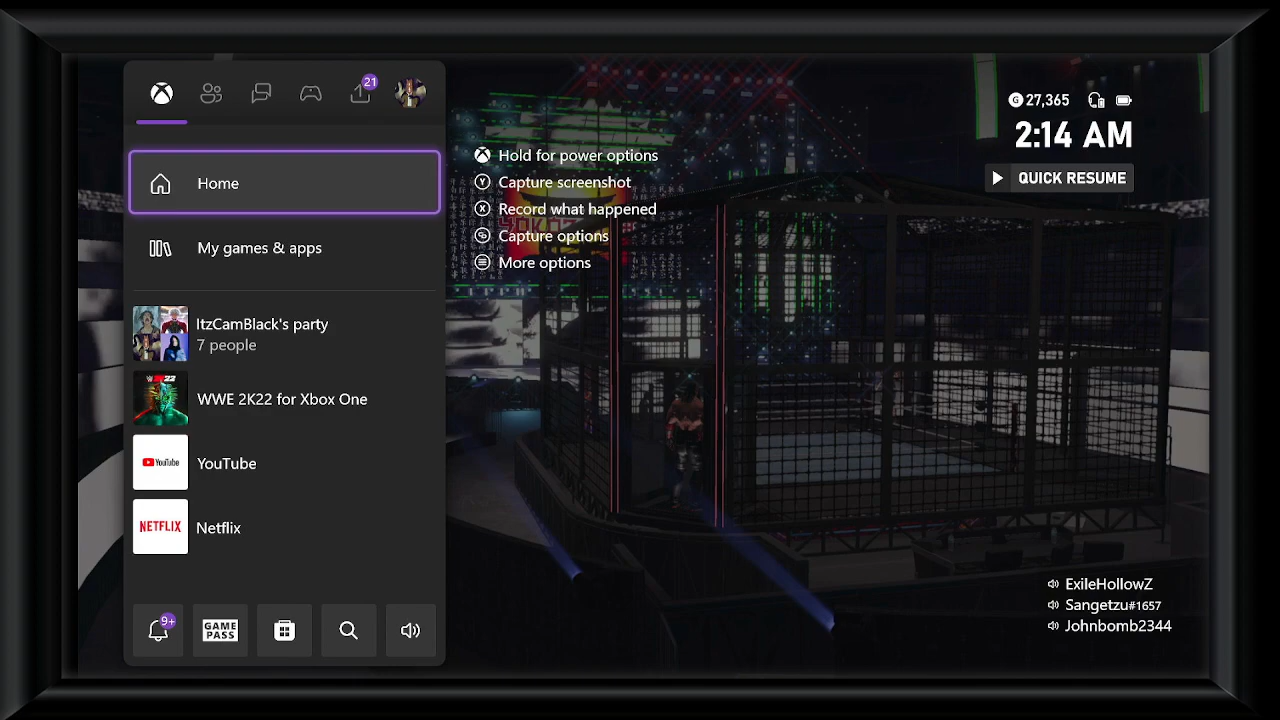 21
Home
My games & apps
ItzCamBlack's party
7 people
WWE 2K22 for Xbox One
YouTube
YouTube
NETFLIX
Netflix
9+
GAME
PASS
Hold for power options
Y Capture screenshot
X Record what happened
Capture options
More options
G 27,365
2:14 AM
QUICK RESUME
ExileHollowZ
Sangetzu#1657
Johnbomb2344